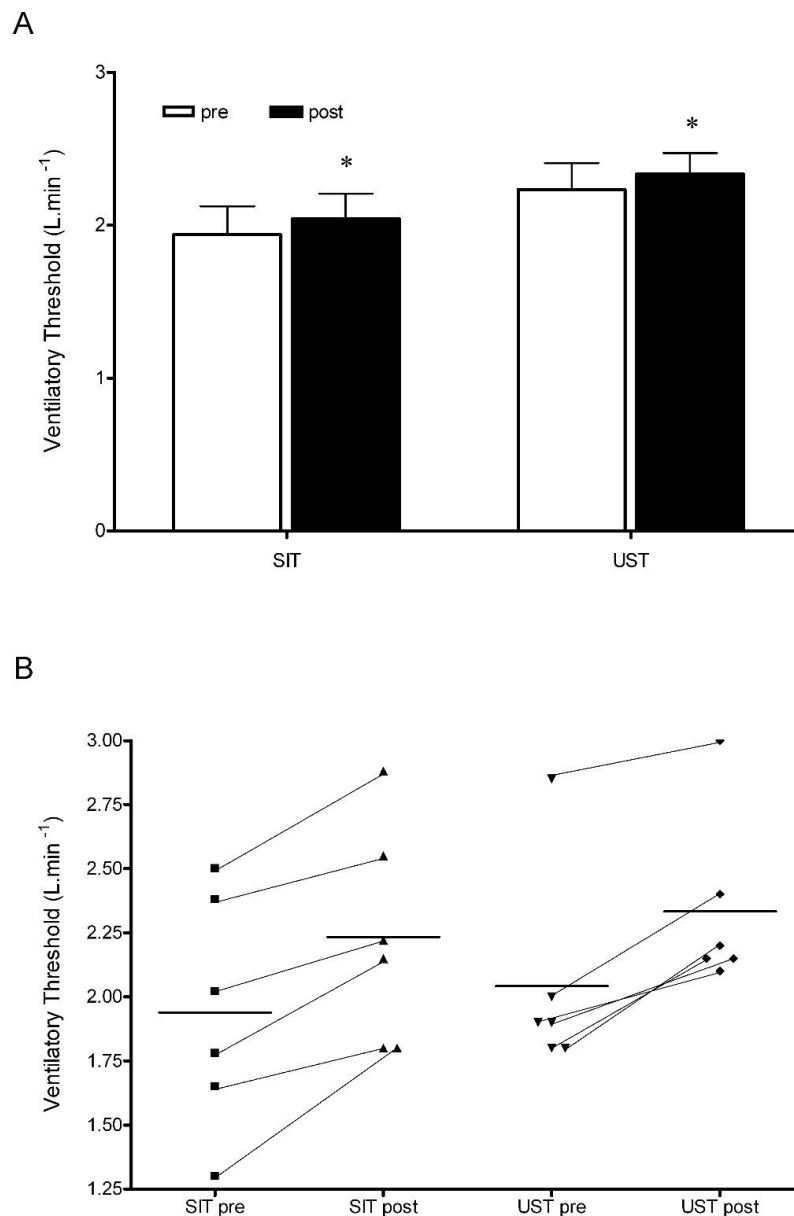 A
Ventilatory Threshold (L.min -1)
3
2
1
0
pre
post
*
*
SIT
UST
B
Ventilatory Threshold (L.min -1)
3.00
2.75
2.50
2.25
2.00
1.75
1.50
1.25
SIT pre
SIT post
UST pre
UST post